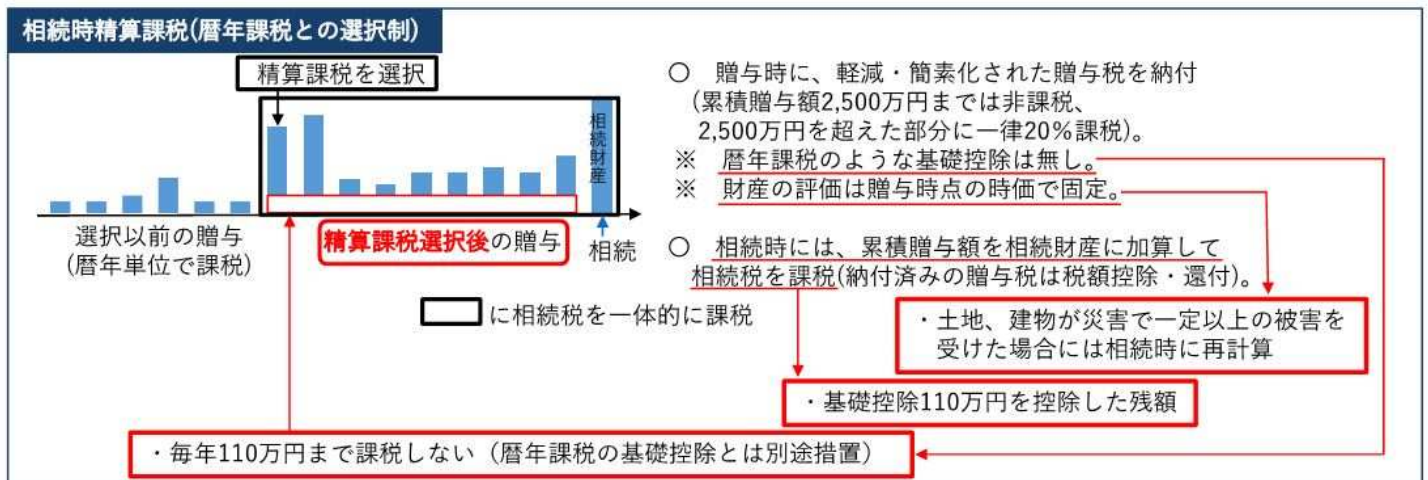 相続時精算課税(暦年課税との選択制)
精算課税を選択
相続財産
選択以前の贈与
(暦年単位で課税)
精算課税選択後の贈与
相続
に相続税を一体的に課税
○ 贈与時に、軽減・簡素化された贈与税を納付
(累積贈与額2,500万円までは非課税、
2,500万円を超えた部分に一律20%課税)。
※ 暦年課税のような基礎控除は無し。
※ 財産の評価は贈与時点の時価で固定。
○ 相続時には、累積贈与額を相続財産に加算して
相続税を課税(納付済みの贈与税は税額控除・還付)。
・土地、建物が災害で一定以上の被害を
受けた場合には相続時に再計算
・基礎控除110万円を控除した残額
・毎年110万円まで課税しない（暦年課税の基礎控除とは別途措置）